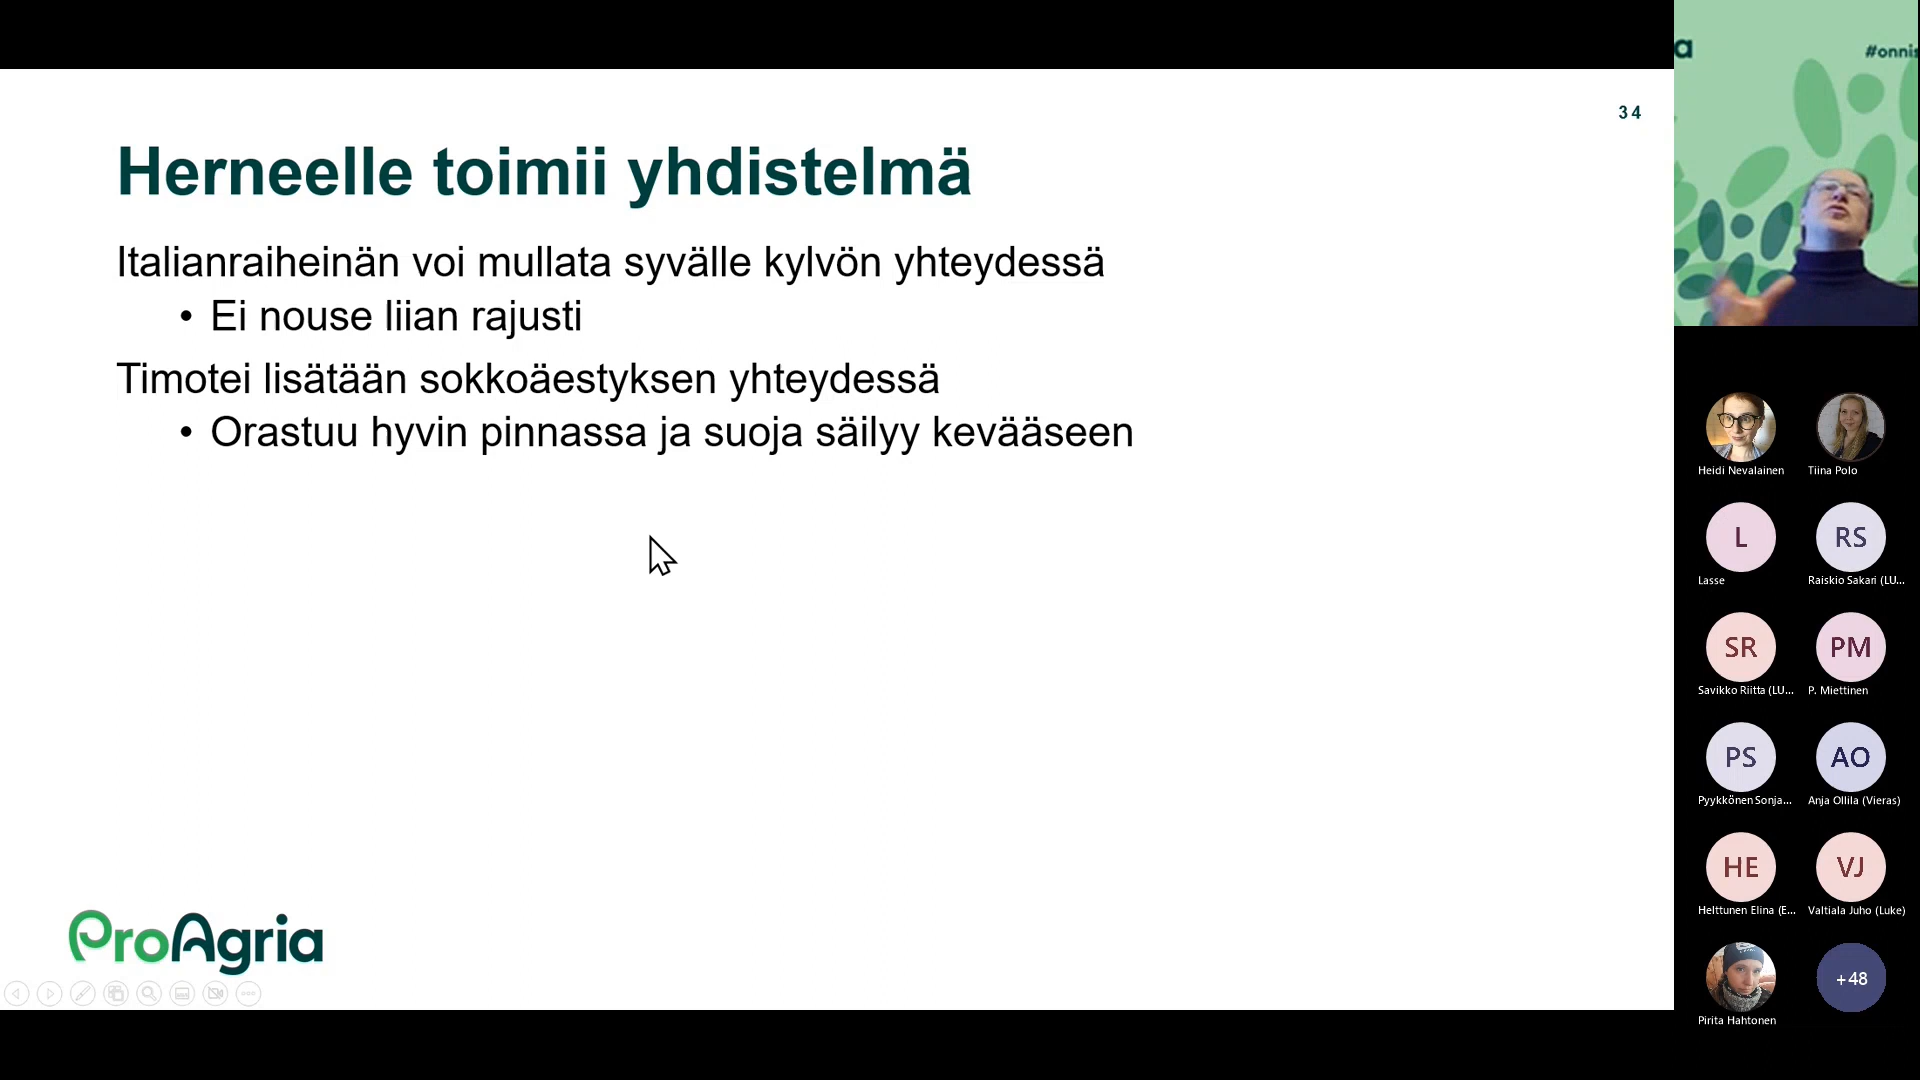 a
#onnis
34
Herneelle toimii yhdistelmä
Italianraiheinän voi mullata syvälle kylvön yhteydessä
• Ei nouse liian rajusti
Timotei lisätään sokkoäestyksen yhteydessä
• Orastuu hyvin pinnassa ja suoja säilyy kevääseen
ProAgria
Heidi Nevalainen
Tiina Polo
L
RS
Lasse
Raiskio Sakari (LU...
SR
PM
Savikko Riitta (LU...
P. Miettinen
PS
AO
Pyykkönen Sonja...
Anja Ollila (Vieras)
HE
VJ
Helttunen Elina (E...
Valtiala Juho (Luke)
+48
Pirita Hahtonen